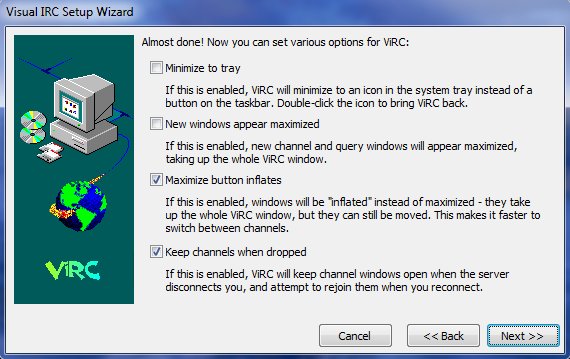 Visual IRC Setup Wizard
Almost done! Now you can set various options for ViRC:
Minimize to tray
If this is enabled, ViRC will minimize to an icon in the system tray instead of a
button on the taskbar. Double-click the icon to bring ViRC back.
New windows appear maximized
If this is enabled, new channel and query windows will appear maximized,
taking up the whole ViRC window.
Maximize button inflates
If this is enabled, windows will be "inflated" instead of maximized - they take
up the whole ViRC window, but they can still be moved. This makes it faster to
switch between channels.
Keep channels when dropped
If this is enabled, ViRC will keep channel windows open when the server
disconnects you, and attempt to rejoin them when you reconnect.
ViRC
Cancel
<< Back
Next >>